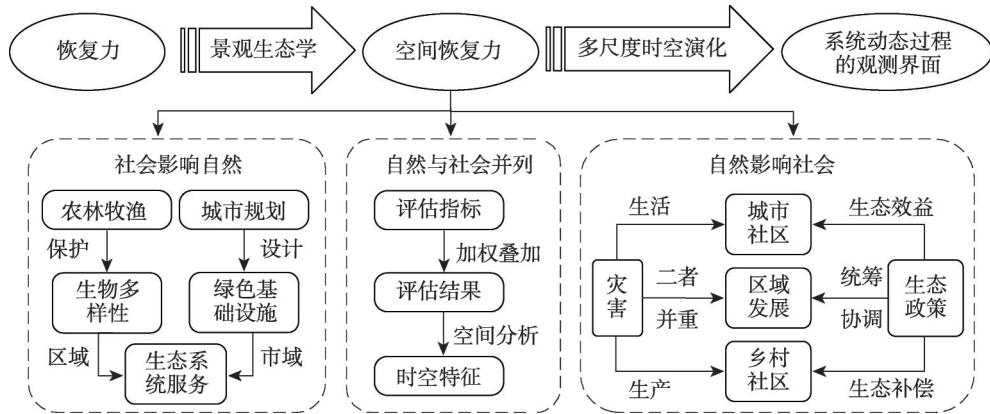 恢复力
景观生态学
空间恢复力
多尺度时空演化
系统动态过程
的观测界面
社会影响自然
农林牧渔
城市规划
保护
设计
生物多
样性
绿色基
础设施
区域
市域
生态系
统服务
自然与社会并列
评估指标
加权叠加
评估结果
空间分析
时空特征
自然影响社会
生活
城市
社区
生态效益
灾
害
二者
并重
区域
发展
统筹
协调
生态
政策
生产
乡村
社区
生态补偿